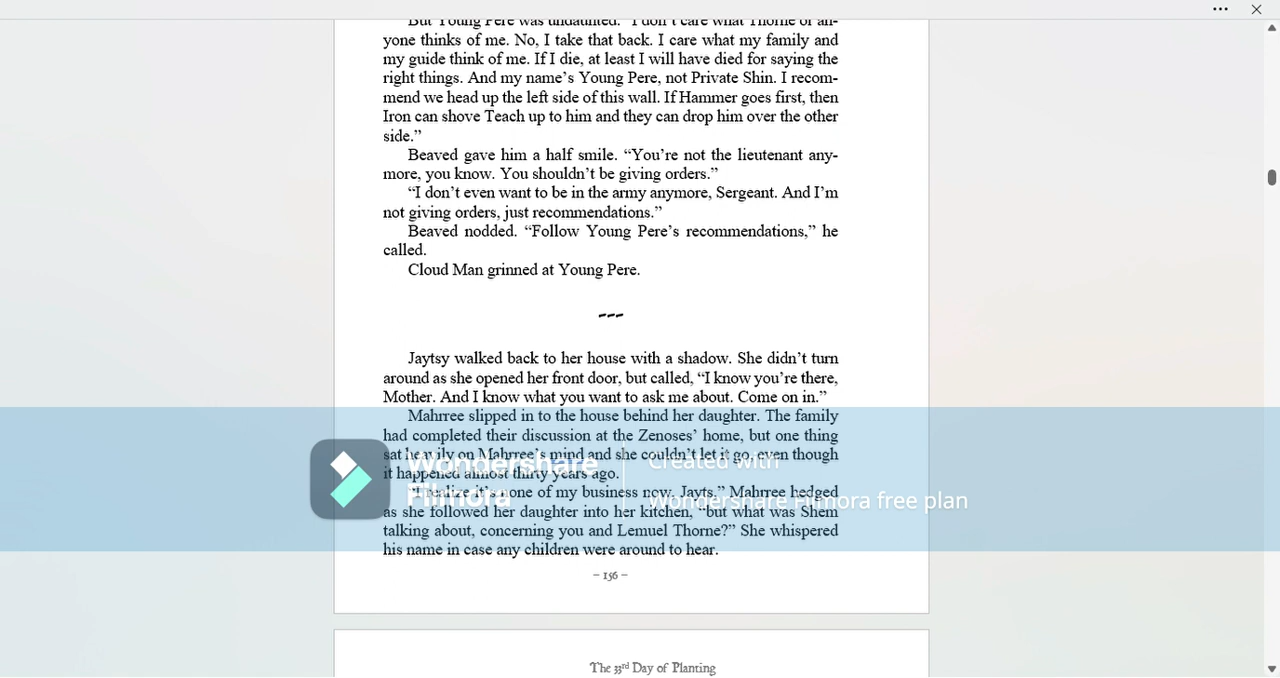 But Young Pere was undaunted. “I don’t care what Thorne or an-
yone thinks of me. No, I take that back. I care what my family and
my guide think of me. If I die, at least I will have died for saying the
right things. And my name’s Young Pere, not Private Shin. I recom-
mend we head up the left side of this wall. If Hammer goes first, then
Iron can shove Teach up to him and they can drop him over the other
side.”
Beaved gave him a half smile. “You’re not the lieutenant any-
more, you know. You shouldn’t be giving orders.”
“I don’t even want to be in the army anymore, Sergeant. And I’m
not giving orders, just recommendations.”
Beaved nodded. “Follow Young Pere’s recommendations,” he
called.
Cloud Man grinned at Young Pere.
~~~
Jaytsy walked back to her house with a shadow. She didn’t turn
around as she opened her front door, but called, “I know you’re there,
Mother. And I know what you want to ask me about. Come on in.”
Mahrree slipped in to the house behind her daughter. The family
had completed their discussion at the Zenoses’ home, but one thing
sat heavily on Mahrree’s mind and she couldn’t let it go, even though
it happened almost thirty years ago.
“I realize it’s none of my business now, Jayts,” Mahrree hedged
as she followed her daughter into her kitchen, “but what was Shem
talking about, concerning you and Lemuel Thorne?” She whispered
his name in case any children were around to hear.
Wondershare
Filmora
Created with
Wondershare Filmora free plan
– 156 –
The 33rd Day of Planting